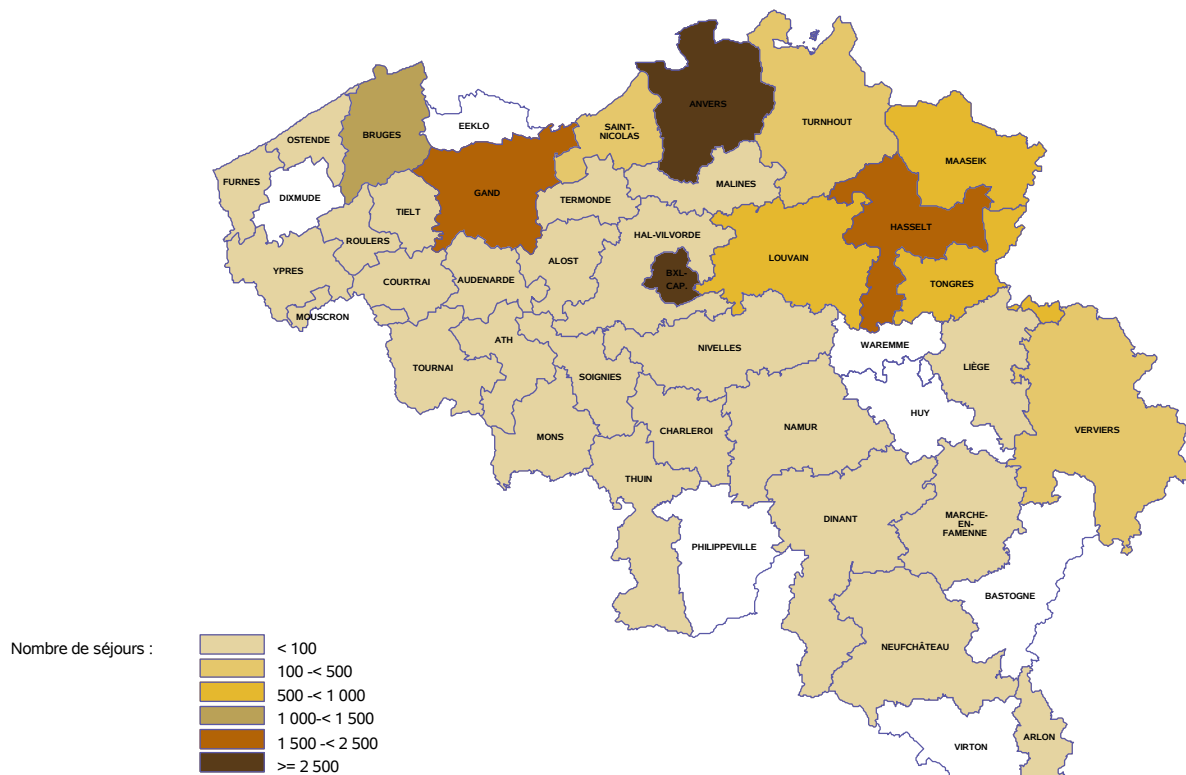 ANVERS
TURNHOUT
EEKLO
SAINT-
NICOLAS
BRUGES
OSTENDE
MAASEIK
FURNES
MALINES
GAND
DIXMUDE
TERMONDE
TIELT
HASSELT
HAL-VILVORDE
ROULERS
LOUVAIN
ALOST
YPRES
BXL-
CAP.
COURTRAI
AUDENARDE
TONGRES
MOUSCRON
ATH
NIVELLES
WAREMME
TOURNAI
LIÈGE
SOIGNIES
HUY
NAMUR
CHARLEROI
VERVIERS
MONS
THUIN
DINANT
MARCHE-
EN-
FAMENNE
PHILIPPEVILLE
BASTOGNE
NEUFCHÂTEAU
ARLON
VIRTON
Nombre de séjours :
< 100
100 -< 500
500 -< 1 000
1 000-< 1 500
1 500 -< 2 500
>= 2 500